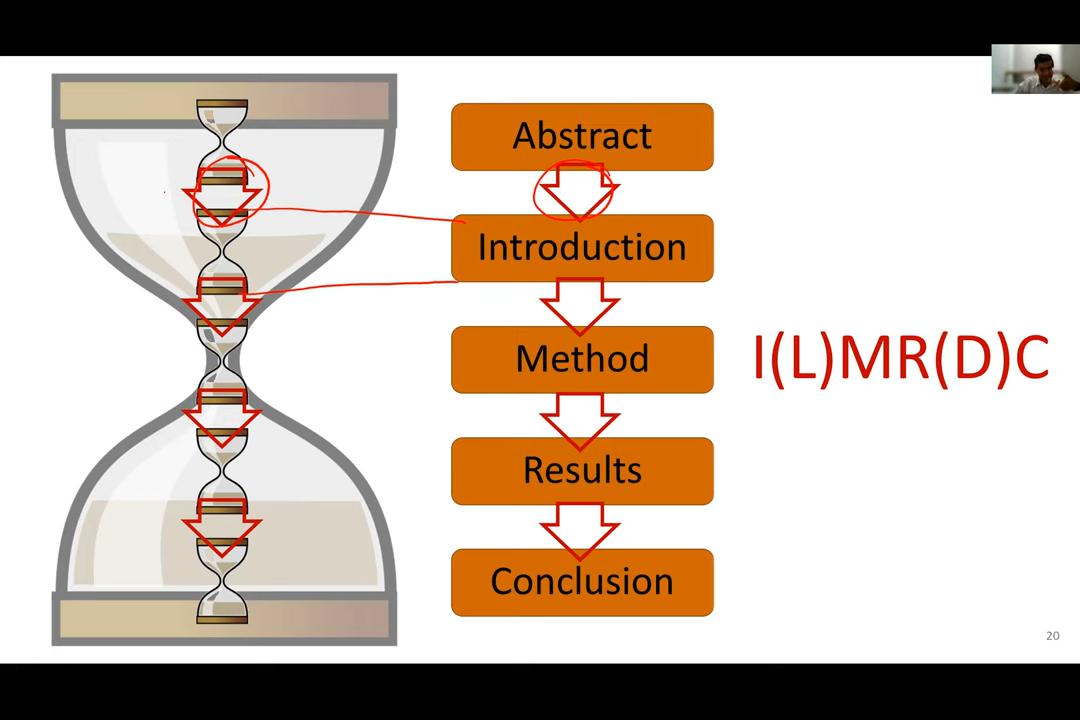 Abstract
Introduction
Method
I(L)MR(D)C
Results
Conclusion
20